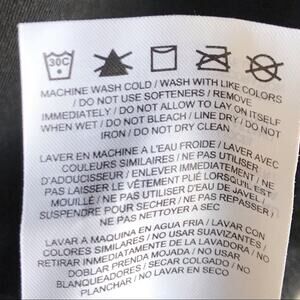 30C
MACHINE WASH COLD / WASH WITH LIKE COLORS
/ DO NOT USE SOFTENERS / REMOVE
IMMEDIATELY / DO NOT ALLOW TO LAY ON ITSELF
WHEN WET / DO NOT BLEACH / LINE DRY / DO NOT
IRON / DO NOT DRY CLEAN
LAVER EN MACHINE A L'EAU FROIDE / LAVER AVEC
COULEURS SIMILAIRES / NE PAS UTILISER
D'ADOUCISSEUR / ENLEVER IMMEDIATEMENT / NE
PAS LAISSER LE VÊTEMENT PLIÉ LORSQU'IL EST
MOUILLÉ / NE PAS UTILISER D'EAU DE JAVEL /
SUSPENDRE POUR SECHER / NE PAS REPASSER /
NE PAS NETTOYER A SEC
LAVAR A MAQUINA EN AGUA FRIA / LAVAR CON
COLORES SIMILARES / NO USAR SUAVIZANTES /
RETIRAR INMEDIATAMENTE DE LA LAVADORA / NO
DOBLAR PRENDA MOJADA / NO USAR
BLANQUEADORES / SECAR COLGADO / NO
PLANCHAR / NO LAVAR EN SECO